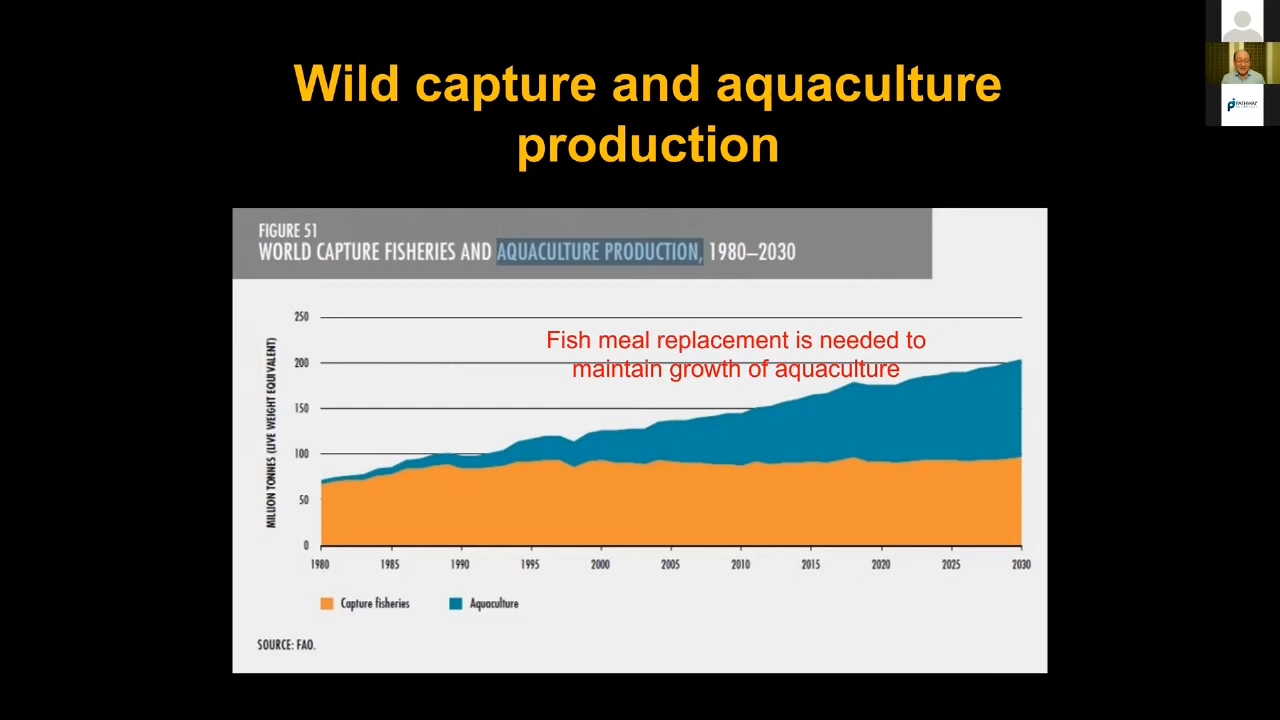 Wild capture and aquaculture
production
FIGURE 51
WORLD CAPTURE FISHERIES AND AQUACULTURE PRODUCTION, 1980–2030
Fish meal replacement is needed to
maintain growth of aquaculture
MILLION TONNES (LIVE WEIGHT EQUIVALENT)
250
200
150
100
50
0
1980 1985 1990 1995 2000 2005 2010 2015 2020 2025 2030
Capture fisheries Aquaculture
SOURCE: FAO.
PATHWAY